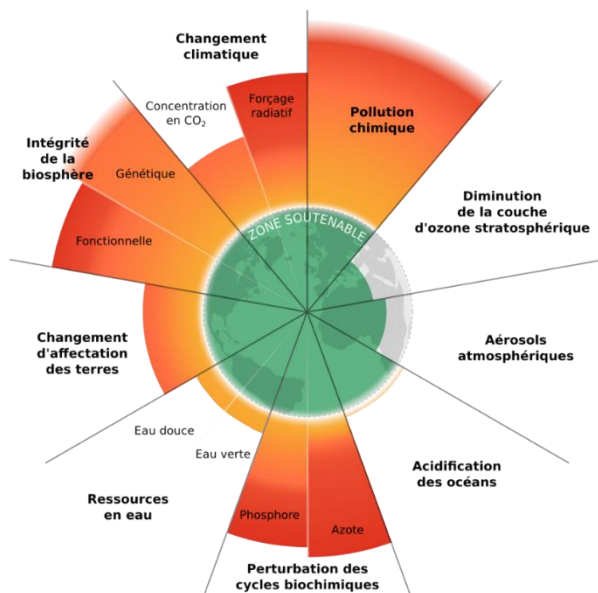 Changement
climatique
Concentration
en CO₂
Forçage
radiatif
Pollution
chimique
Intégrité
de la
biosphère
Génétique
Fonctionnelle
ZONE SOUTENABLE
Diminution
de la couche
d'ozone stratosphérique
Changement
d'affectation
des terres
Aérosols
atmosphériques
Eau douce
Eau verte
Ressources
en eau
Acidification
des océans
Phosphore
Azote
Perturbation des
cycles biochimiques